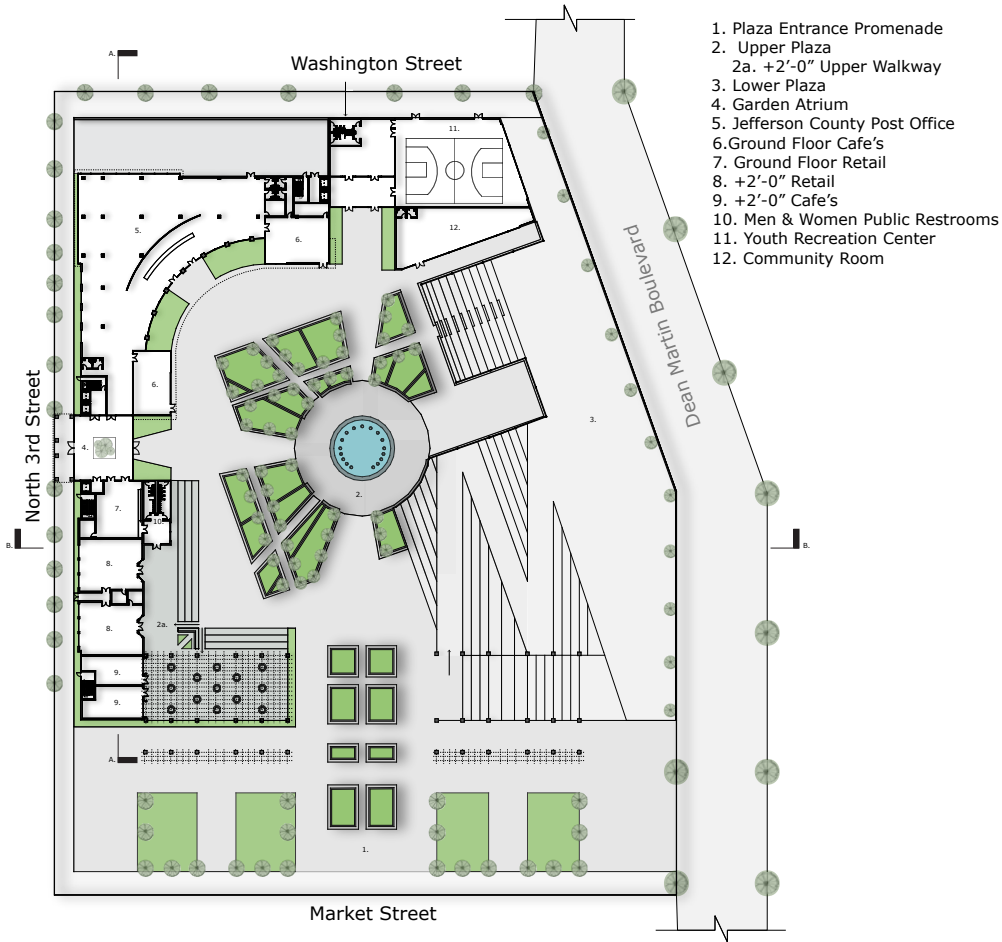 1. Plaza Entrance Promenade
2. Upper Plaza
2a. +2’-0” Upper Walkway
3. Lower Plaza
4. Garden Atrium
5. Jefferson County Post Office
6.Ground Floor Cafe’s
7. Ground Floor Retail
8. +2’-0” Retail
9. +2’-0” Cafe’s
10. Men & Women Public Restrooms
11. Youth Recreation Center
12. Community Room
A.
Washington Street
11.
12.
5.
6.
Dean Martin Boulevard
6.
North 3rd Street
4.
3.
2.
7.
10.
B.
B.
8.
8.
2a.
9.
9.
A.
1.
Market Street